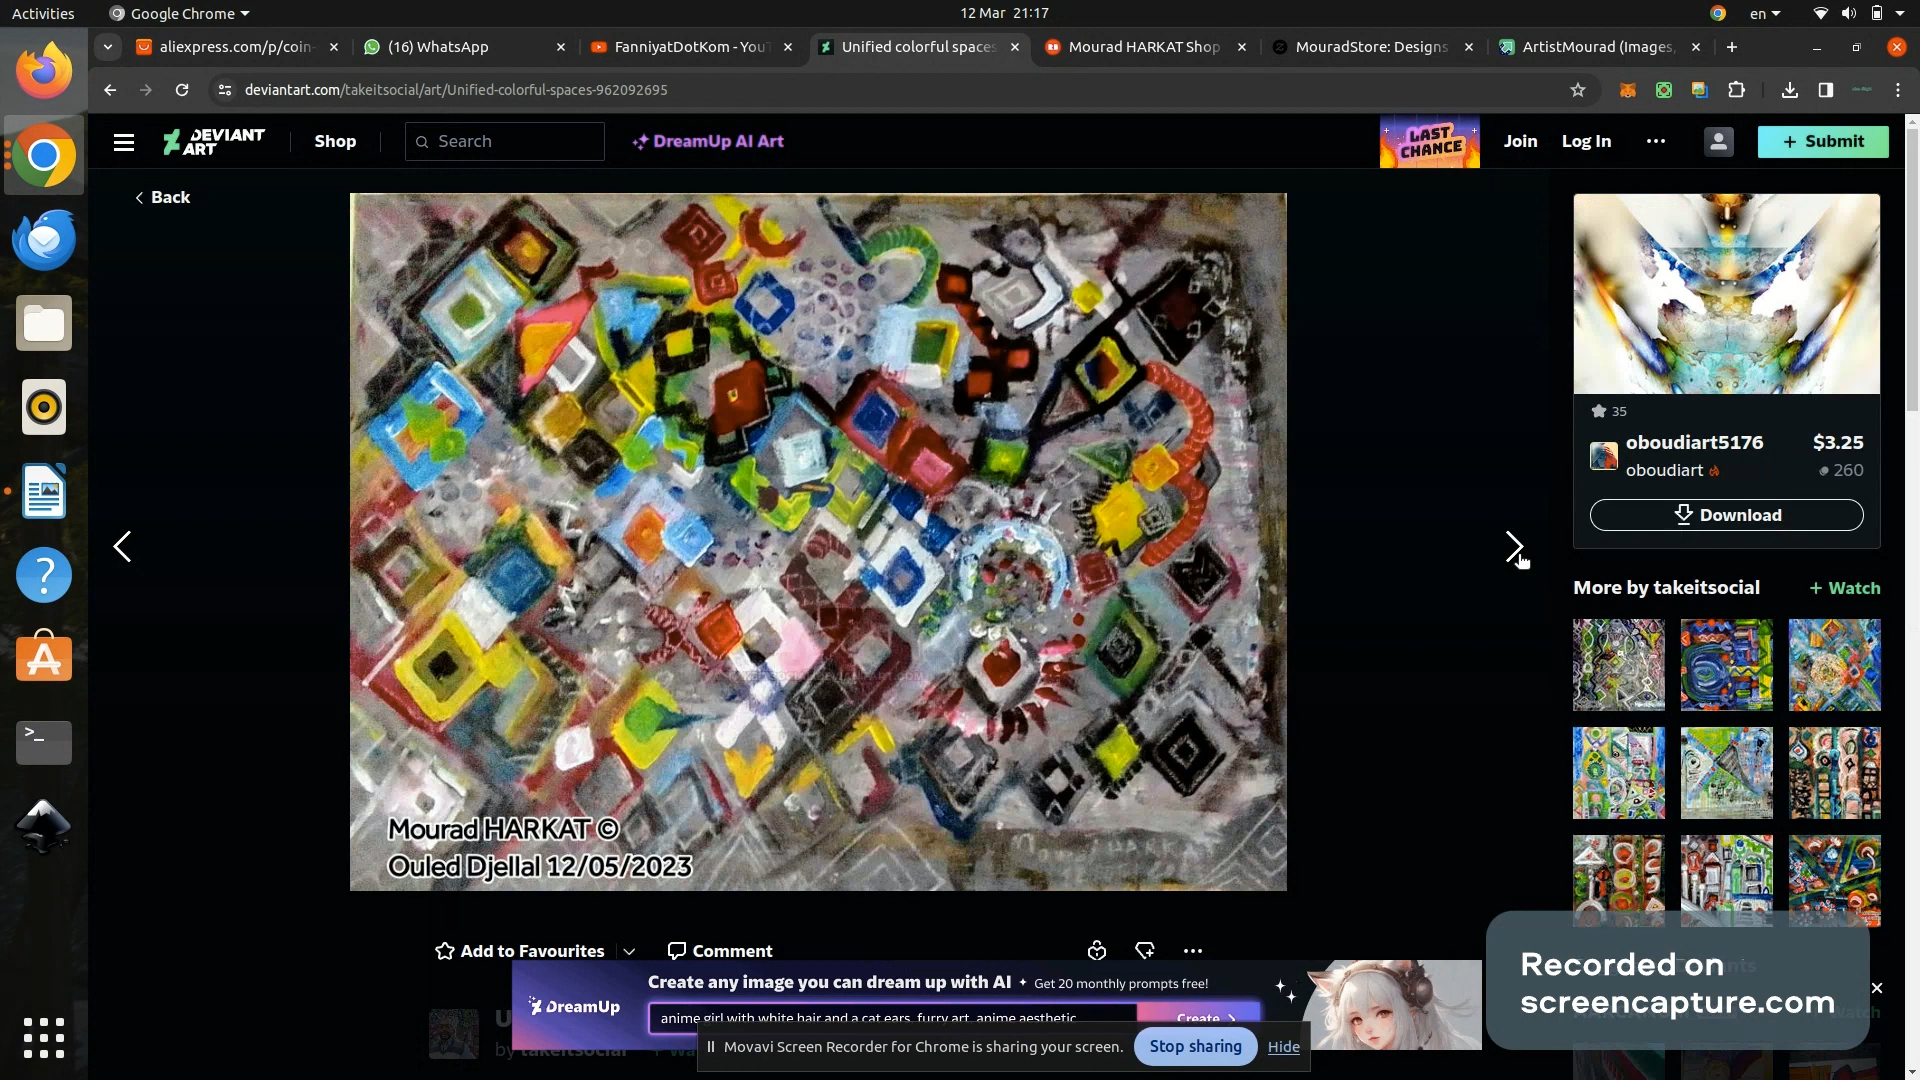 Activities
Google Chrome
12 Mar 21:17
en
aliexpress.com/p/coin-
(16) WhatsApp
FanniyatDotKom - YouT
Unified colorful spaces
Mourad HARKAT Shop
MouradStore: Designs
ArtistMourad (Images,
deviantart.com/takeitsocial/art/Unified-colorful-spaces-962092695
DEVIANT
ART
Shop
Search
DreamUp AI Art
LAST
CHANCE
Join
Log In
+ Submit
Back
35
oboudiart5176
$3.25
oboudiart
260
Download
More by takeitsocial
+ Watch
Mourad HARKAT ©
Ouled Djellal 12/05/2023
Add to Favourites
Comment
Create any image you can dream up with AI
Get 20 monthly prompts free!
DreamUp
anime girl with white hair and a cat ears, furry art, anime aesthetic
Create
by takeitsocial
Movavi Screen Recorder for Chrome is sharing your screen.
Stop sharing
Hide
Recorded on
screencapture.com